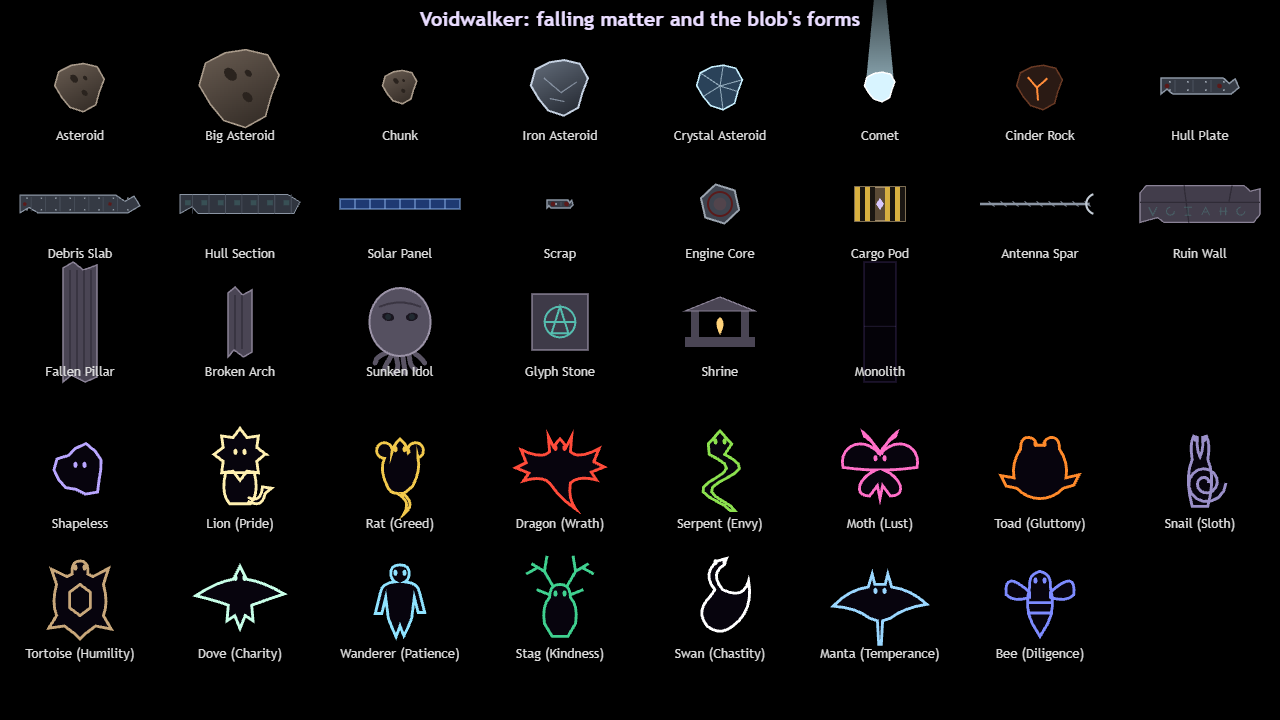 Voidwalker: falling matter and the blob's forms
Asteroid
Big Asteroid
Chunk
Iron Asteroid
Crystal Asteroid
Comet
Cinder Rock
Hull Plate
Debris Slab
Hull Section
Solar Panel
Scrap
Engine Core
Cargo Pod
Antenna Spar
Ruin Wall
Fallen Pillar
Broken Arch
Sunken Idol
Glyph Stone
Shrine
Monolith
Shapeless
Lion (Pride)
Rat (Greed)
Dragon (Wrath)
Serpent (Envy)
Moth (Lust)
Toad (Gluttony)
Snail (Sloth)
Tortoise (Humility)
Dove (Charity)
Wanderer (Patience)
Stag (Kindness)
Swan (Chastity)
Manta (Temperance)
Bee (Diligence)